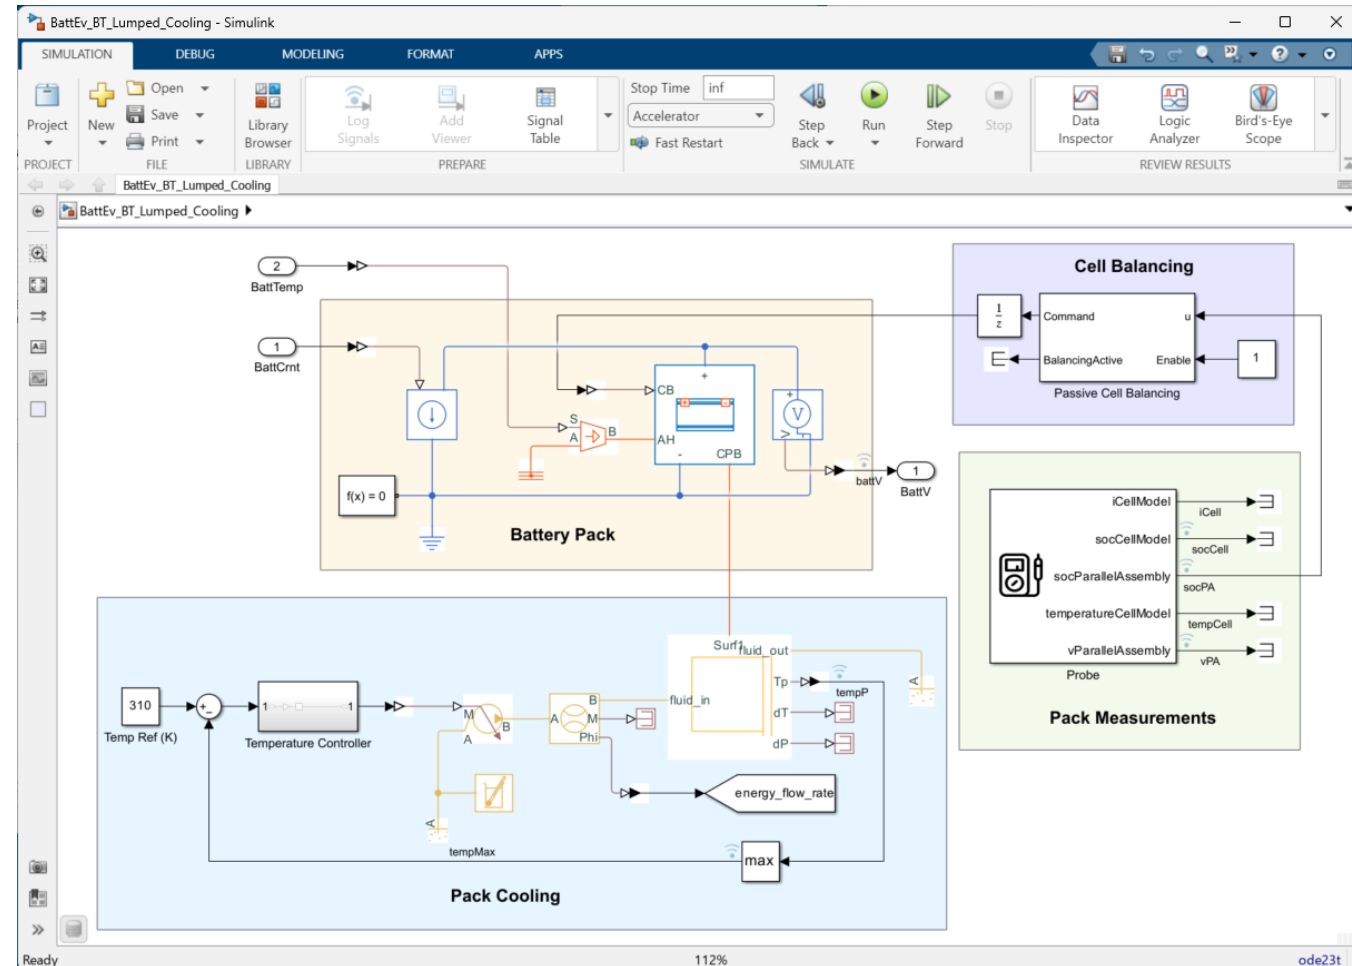 BattEv_BT_Lumped_Cooling - Simulink
SIMULATION
DEBUG
MODELING
FORMAT
APPS
Project
New
Open
Save
Print
Library
Browser
Log
Signals
Add
Viewer
Signal
Table
Stop Time
inf
Accelerator
Fast Restart
Step
Back
Run
Step
Forward
Stop
Data
Inspector
Logic
Analyzer
Bird's-Eye
Scope
PROJECT
FILE
LIBRARY
PREPARE
SIMULATE
REVIEW RESULTS
BattEv_BT_Lumped_Cooling
BattEv_BT_Lumped_Cooling
2
BattTemp
1
BattCrnt
f(x) = 0
S
A
B
+
CB
AH
-
CPB
+
V
V
battV
1
BattV
Battery Pack
Cell Balancing
1
z
Command
u
BalancingActive
Enable
1
Passive Cell Balancing
iCellModel
iCell
socCellModel
socCell
socParallelAssembly
socPA
temperatureCellModel
tempCell
vParallelAssembly
vPA
Probe
Pack Measurements
310
Temp Ref (K)
+
-
1
1
Temperature Controller
M
A
B
A
B
M
Phi
Surf1
fluid_out
fluid_in
Tp
tempP
dT
dP
A
A
energy_flow_rate
tempMax
max
Pack Cooling
Ready
112%
ode23t